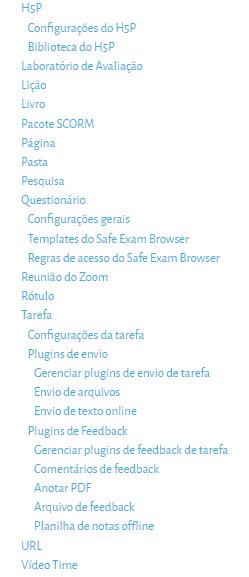 H5P
Configurações do H5P
Biblioteca do H5P
Laboratório de Avaliação
Lição
Livro
Pacote SCORM
Página
Pasta
Pesquisa
Questionário
Configurações gerais
Templates do Safe Exam Browser
Regras de acesso do Safe Exam Browser
Reunião do Zoom
Rótulo
Tarefa
Configurações da tarefa
Plugins de envio
Gerenciar plugins de envio de tarefa
Envio de arquivos
Envio de texto online
Plugins de Feedback
Gerenciar plugins de feedback de tarefa
Comentários de feedback
Anotar PDF
Arquivo de feedback
Planilha de notas offline
URL
Vídeo Time